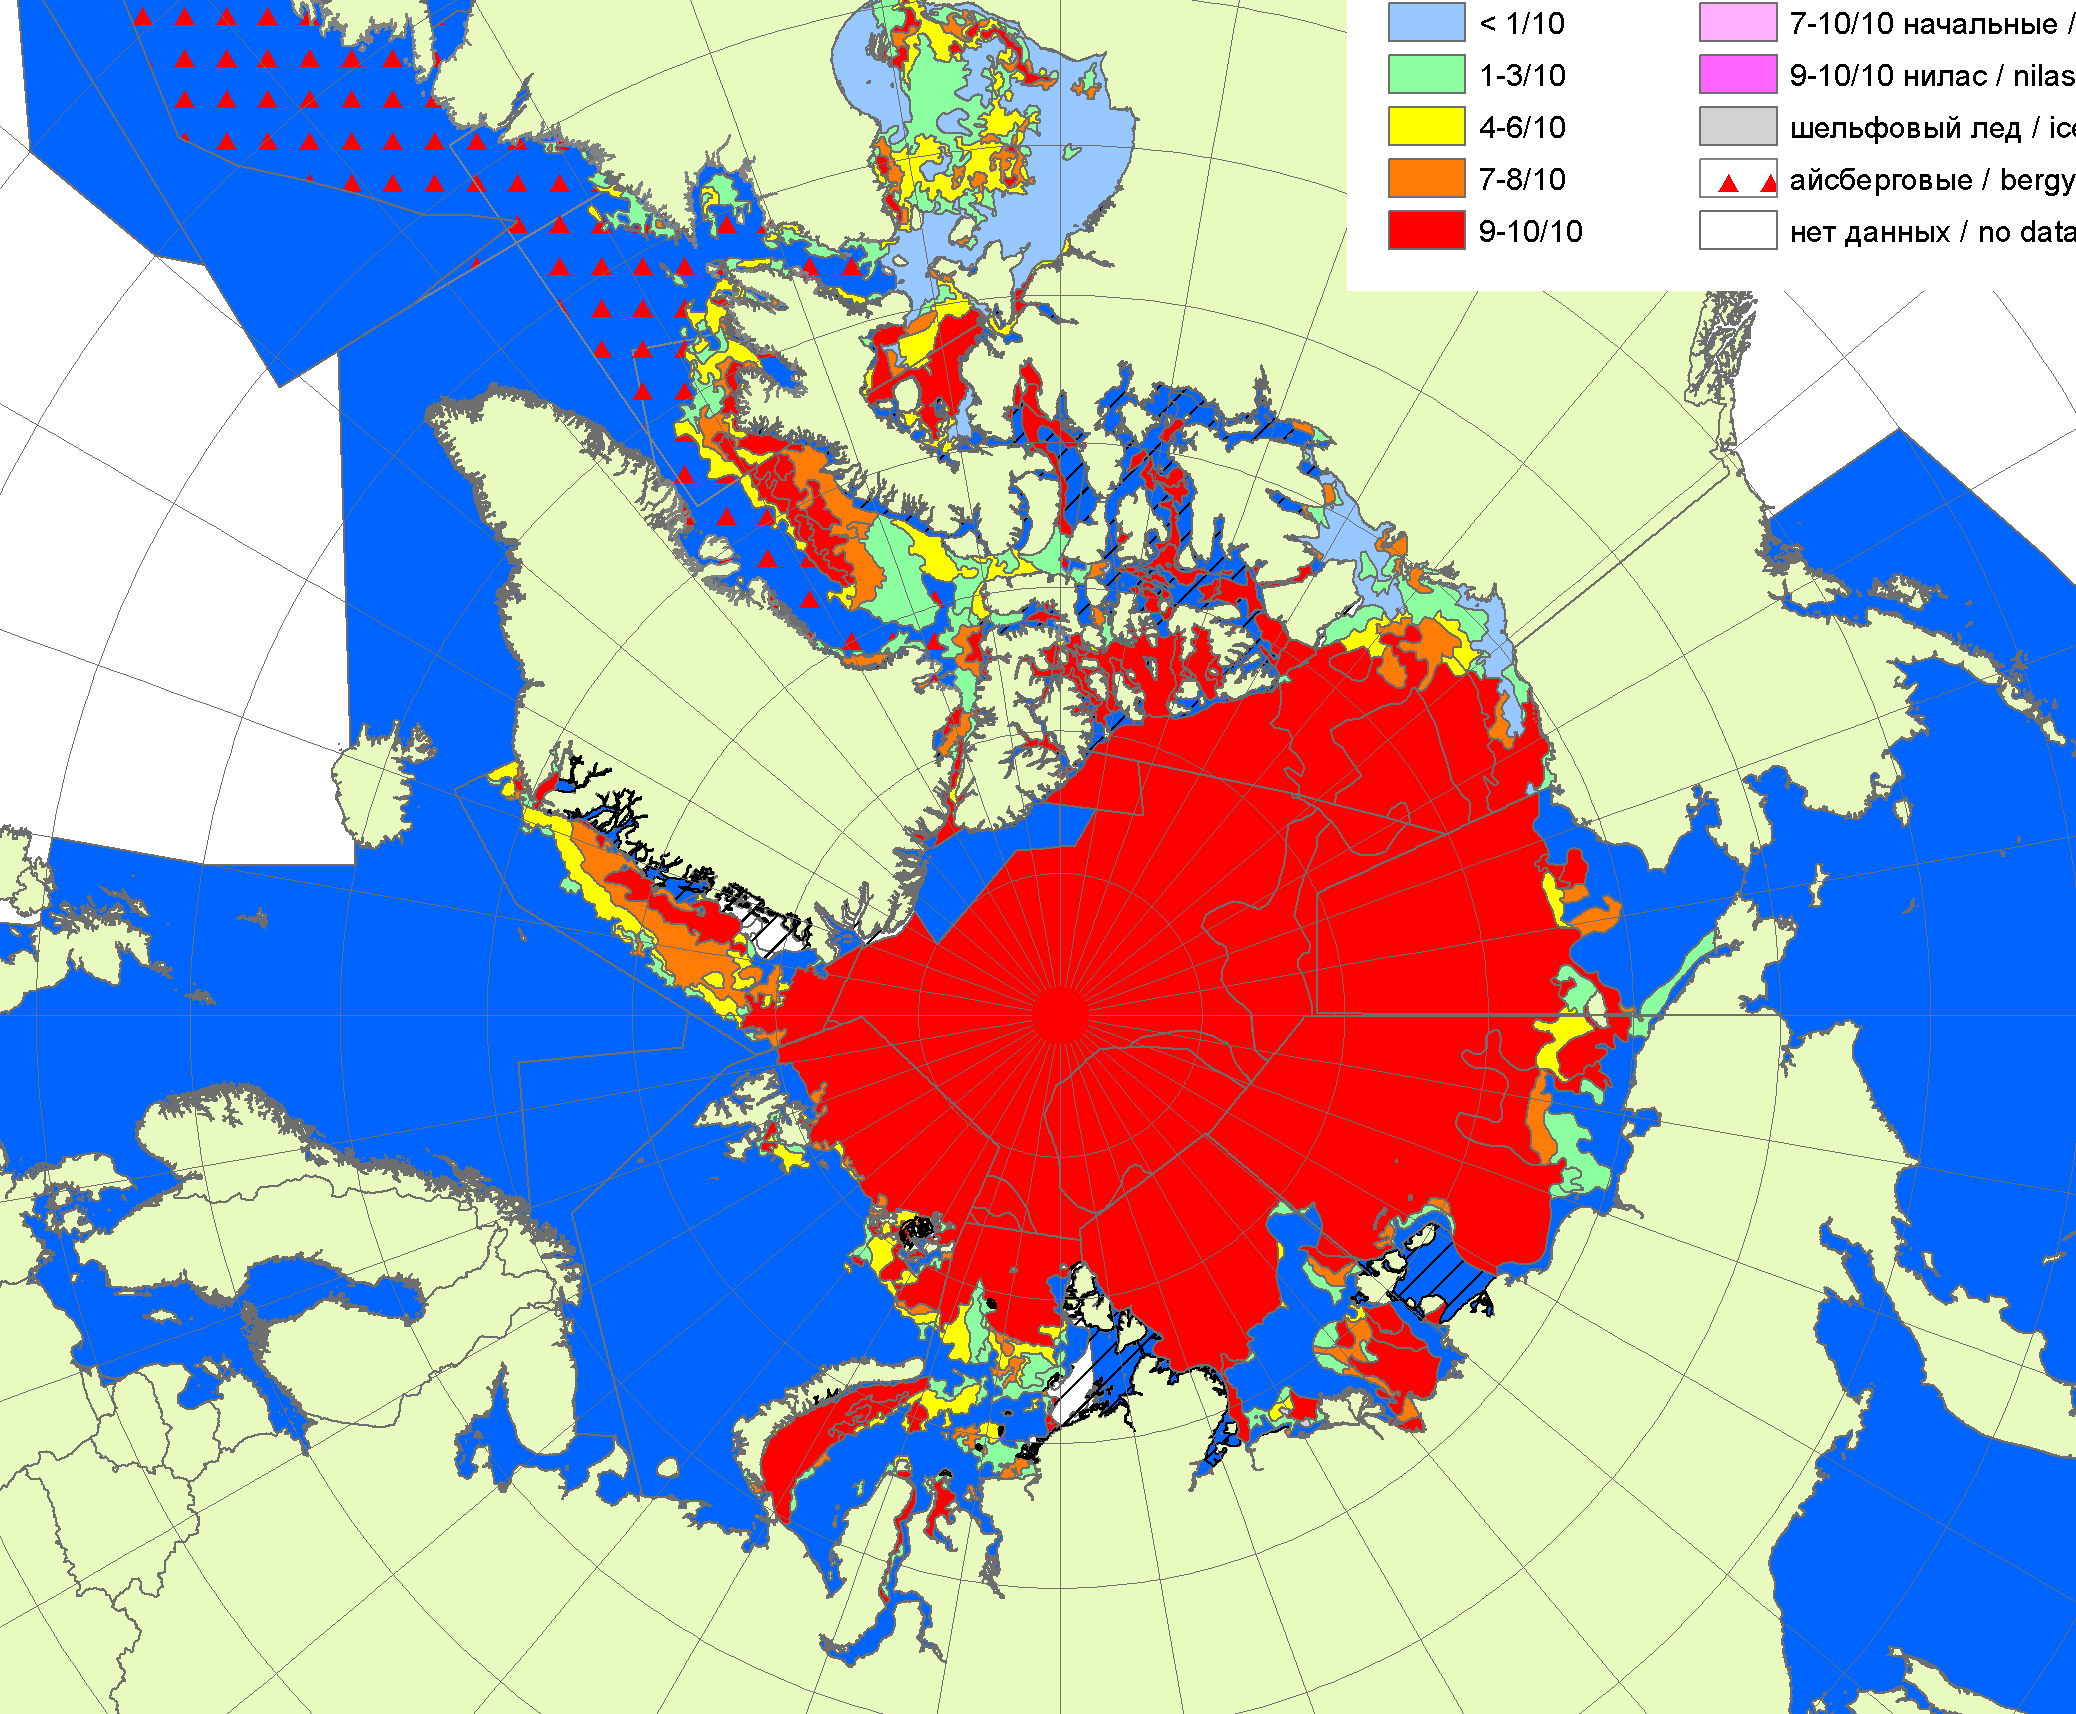 < 1/10
1-3/10
4-6/10
7-8/10
9-10/10
7-10/10 начальные /
9-10/10 нилас / nilas
шельфовый лед / ice
айсберговые / bergy
нет данных / no data